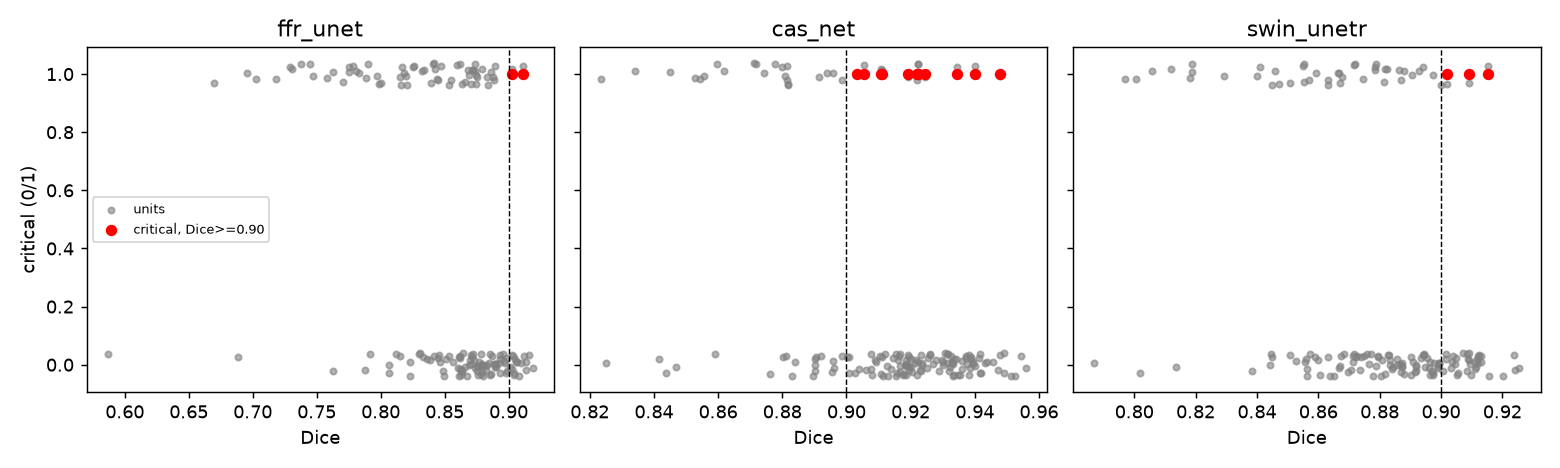 ffr_unet
cas_net
swin_unetr
critical (0/1)
1.0
0.8
0.6
0.4
0.2
0.0
units
critical, Dice>=0.90
0.60 0.65 0.70 0.75 0.80 0.85 0.90
0.82 0.84 0.86 0.88 0.90 0.92 0.94 0.96
0.80 0.82 0.84 0.86 0.88 0.90 0.92
Dice
Dice
Dice